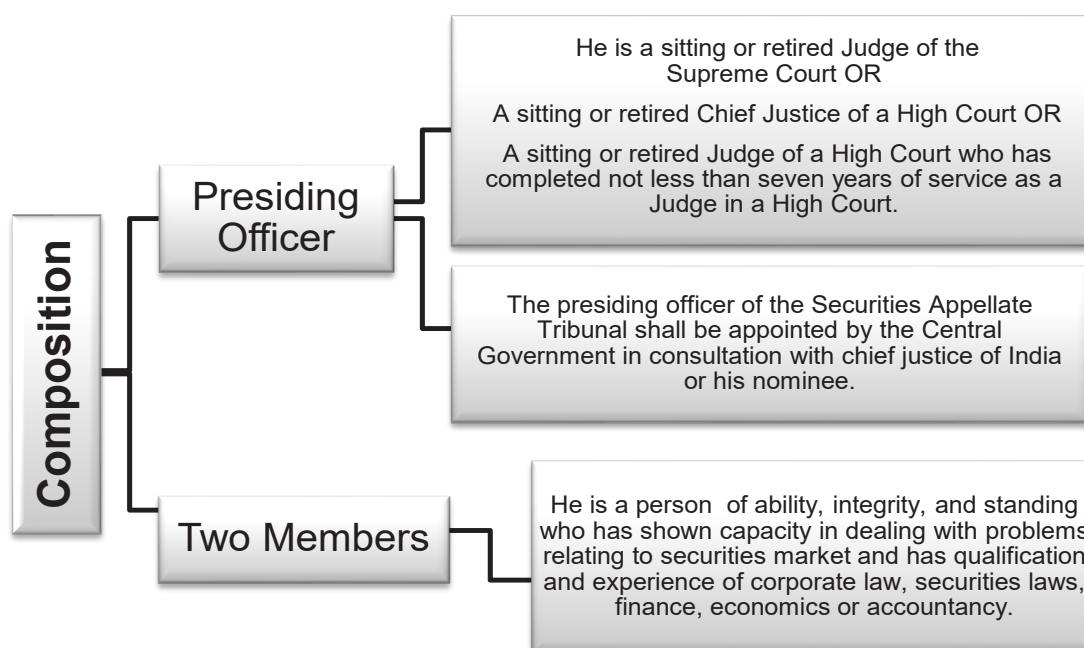 Composition
Presiding
Officer
He is a sitting or retired Judge of the
Supreme Court OR
A sitting or retired Chief Justice of a High Court OR
A sitting or retired Judge of a High Court who has
completed not less than seven years of service as a
Judge in a High Court.
The presiding officer of the Securities Appellate
Tribunal shall be appointed by the Central
Government in consultation with chief justice of India
or his nominee.
Two Members
He is a person of ability, integrity, and standing
who has shown capacity in dealing with problems
relating to securities market and has qualification
and experience of corporate law, securities laws,
finance, economics or accountancy.